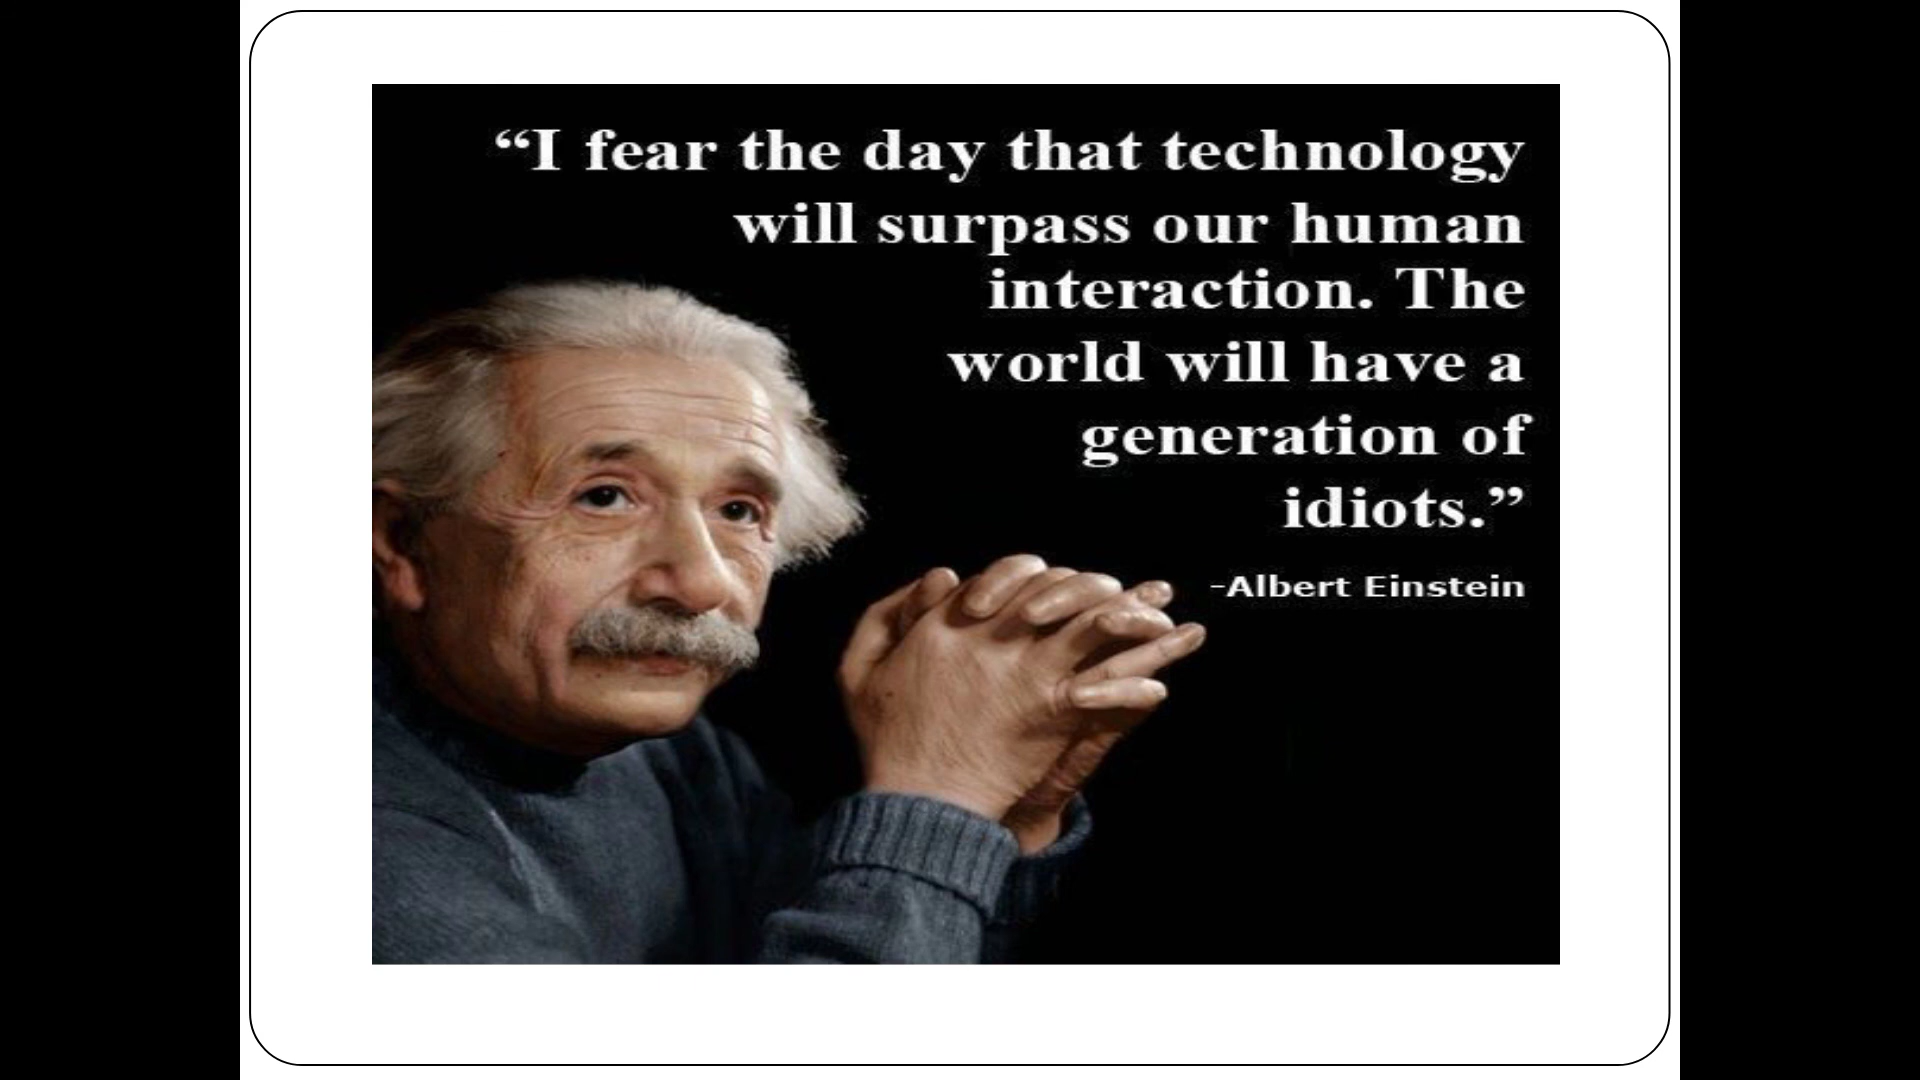 “I fear the day that technology
will surpass our human
interaction. The
world will have a
generation of
idiots.”
-Albert Einstein